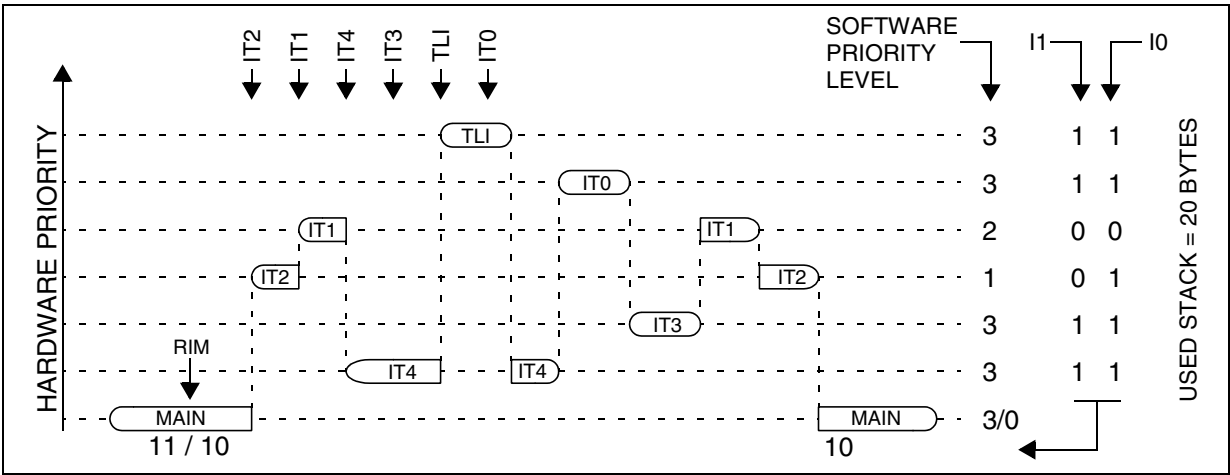 IT2
IT1
IT4
IT3
TLI
IT0
SOFTWARE
PRIORITY
LEVEL
I1
I0
HARDWARE PRIORITY
USED STACK = 20 BYTES
TLI
3 1 1
IT0
3 1 1
IT1
IT1
2 0 0
IT2
IT2
1 0 1
IT3
3 1 1
RIM
IT4
IT4
3 1 1
MAIN
MAIN
3/0
11 / 10
10